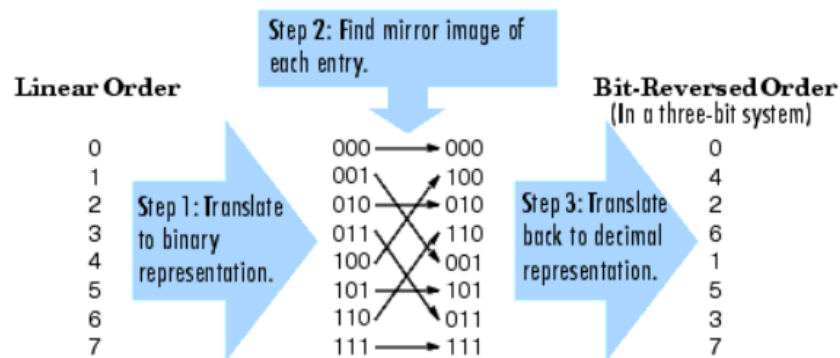 Step 2: Find mirror image of
each entry.
Linear Order
Bit-Reversed Order
(In a three-bit system)
0 000 000 0
1 001 100 4
2 Step 1: Translate 010 010 Step 3: Translate 2
3 to binary 011 110 back to decimal 6
4 representation. 100 001 representation. 1
5 101 101 5
6 110 011 3
7 111 111 7